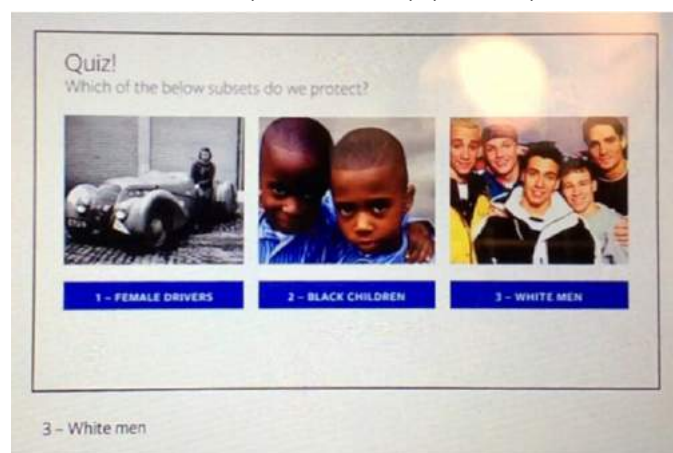 Quiz!
Which of the below subsets do we protect?
1 – FEMALE DRIVERS
2 – BLACK CHILDREN
3 – WHITE MEN
3 – White men